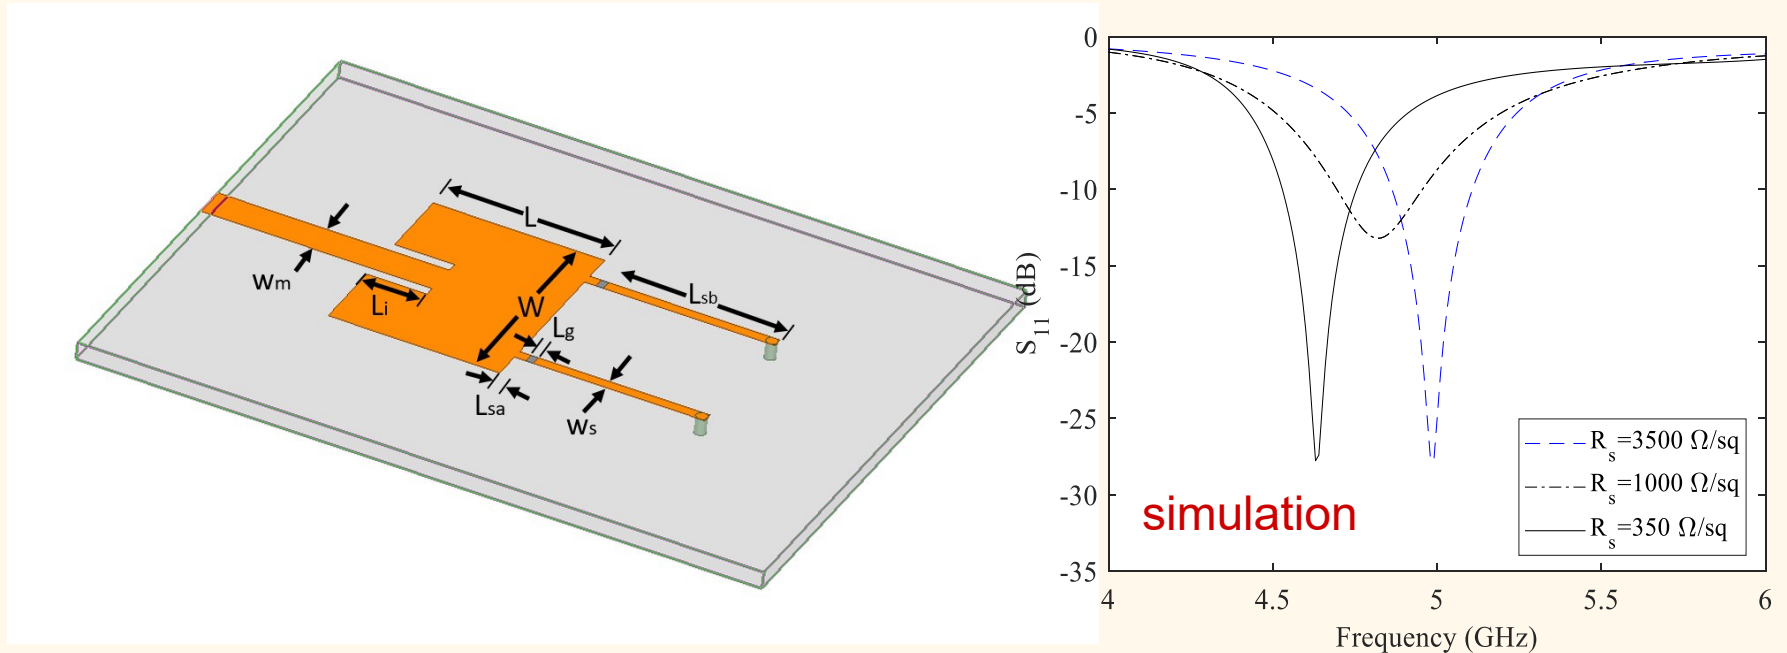 L
wm
Li
W
Lsb
Lg
Lsa
ws
0
-5
-10
-15
-20
-25
-30
-35
S11 (dB)
4
4.5
5
5.5
6
Frequency (GHz)
simulation
Rs=3500 Ω/sq
Rs=1000 Ω/sq
Rs=350 Ω/sq